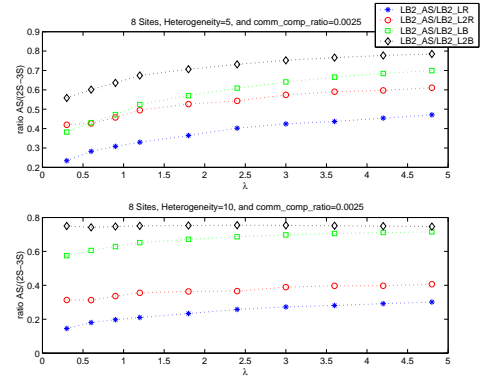 8 Sites, Heterogeneity=5, and comm_comp_ratio=0.0025
LB2_AS/LB2_LR
LB2_AS/LB2_L2R
LB2_AS/LB2_LB
LB2_AS/LB2_L2B
ratio AS/(2S−3S)
0.9
0.8
0.7
0.6
0.5
0.4
0.3
0.2
0 0.5 1 1.5 2 2.5 3 3.5 4 4.5 5
λ
8 Sites, Heterogeneity=10, and comm_comp_ratio=0.0025
ratio AS/(2S−3S)
0.8
0.6
0.4
0.2
0
0 0.5 1 1.5 2 2.5 3 3.5 4 4.5 5
λ